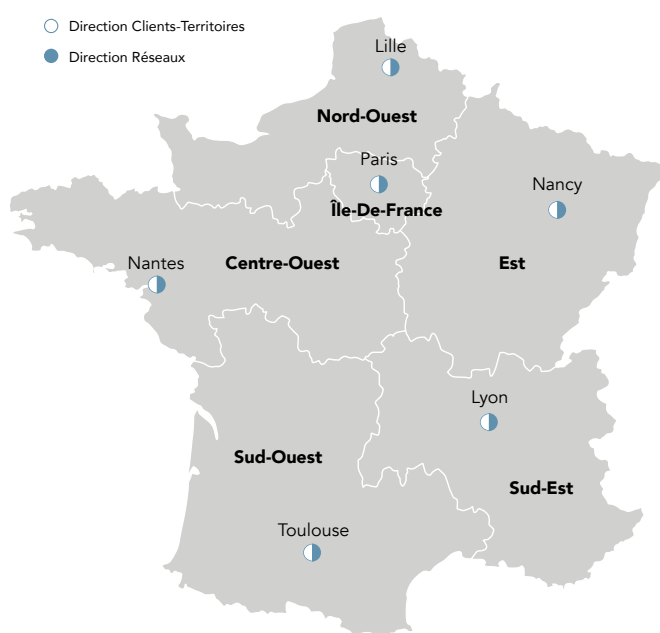 Direction Clients-Territoires
Direction Réseaux
Lille
Nord-Ouest
Paris
Île-De-France
Nancy
Nantes
Centre-Ouest
Est
Lyon
Sud-Ouest
Sud-Est
Toulouse